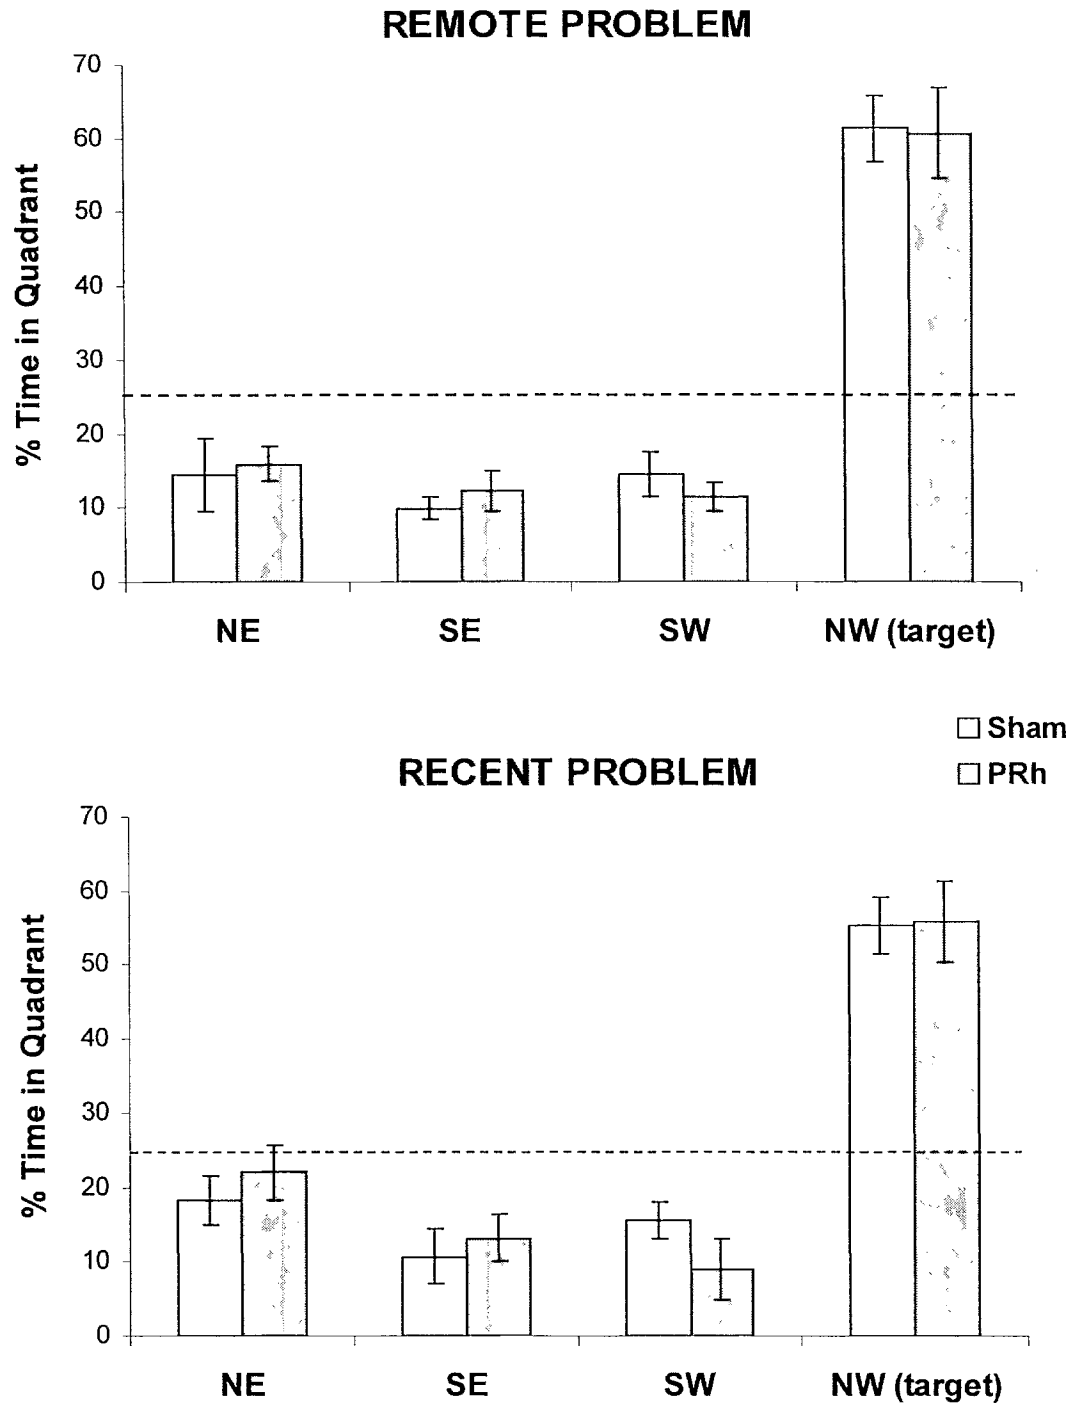 REMOTE PROBLEM
% Time in Quadrant
70
60
50
40
30
20
10
0
NE SE SW NW (target)
Sham
PRh
RECENT PROBLEM
% Time in Quadrant
70
60
50
40
30
20
10
0
NE SE SW NW (target)